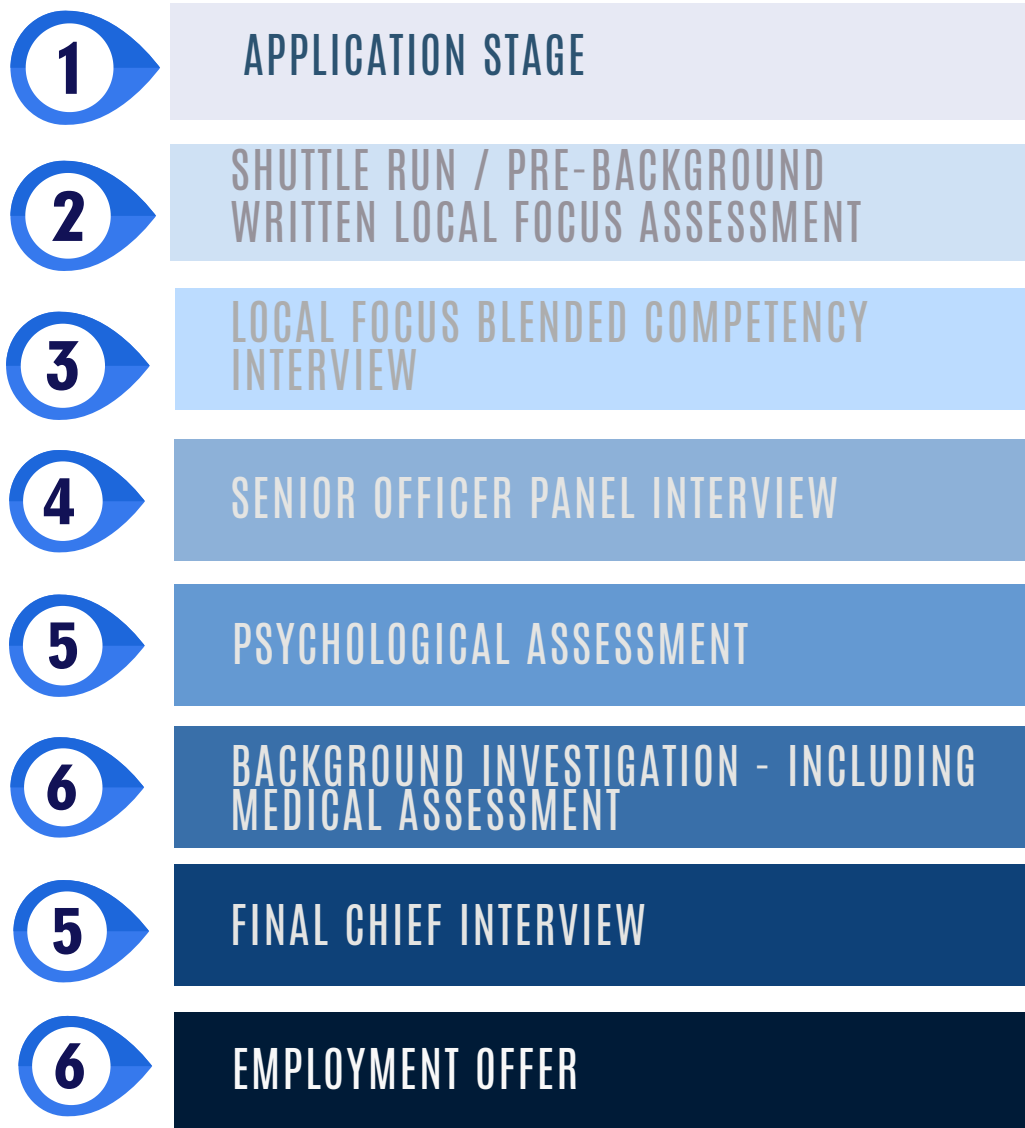 1
APPLICATION STAGE
2
SHUTTLE RUN / PRE-BACKGROUND
WRITTEN LOCAL FOCUS ASSESSMENT
3
LOCAL FOCUS BLENDED COMPETENCY
INTERVIEW
4
SENIOR OFFICER PANEL INTERVIEW
5
PSYCHOLOGICAL ASSESSMENT
6
BACKGROUND INVESTIGATION - INCLUDING
MEDICAL ASSESSMENT
5
FINAL CHIEF INTERVIEW
6
EMPLOYMENT OFFER